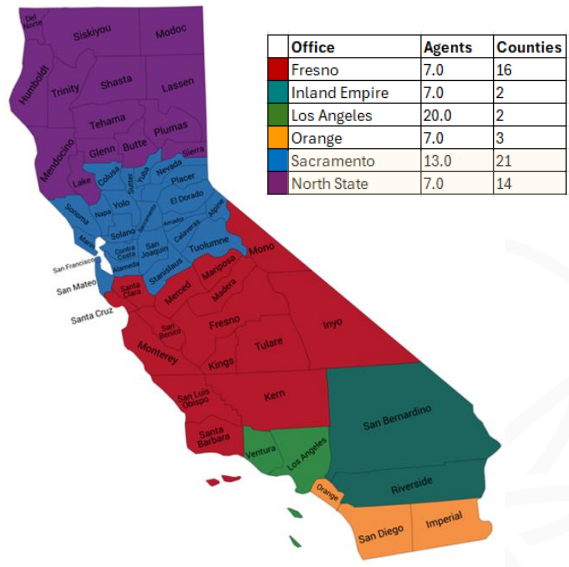 Office Agents Counties
Fresno 7.0 16
Inland Empire 7.0 2
Los Angeles 20.0 2
Orange 7.0 3
Sacramento 13.0 21
North State 7.0 14
Del Norte
Siskiyou
Modoc
Humboldt
Trinity
Shasta
Lassen
Tehama
Plumas
Mendocino
Glenn
Butte
Sierra
Lake
Colusa
Sutter
Yuba
Nevada
Placer
Sonoma
Napa
Yolo
El Dorado
Sacramento
Amador
Alpine
Solano
Marin
Contra Costa
San Joaquin
Calaveras
Tuolumne
San Francisco
Alameda
Stanislaus
Mono
San Mateo
Santa Clara
Merced
Mariposa
Madera
Santa Cruz
San Benito
Fresno
Inyo
Monterey
Kings
Tulare
San Luis Obispo
Kern
Santa Barbara
Ventura
Los Angeles
San Bernardino
Orange
Riverside
San Diego
Imperial